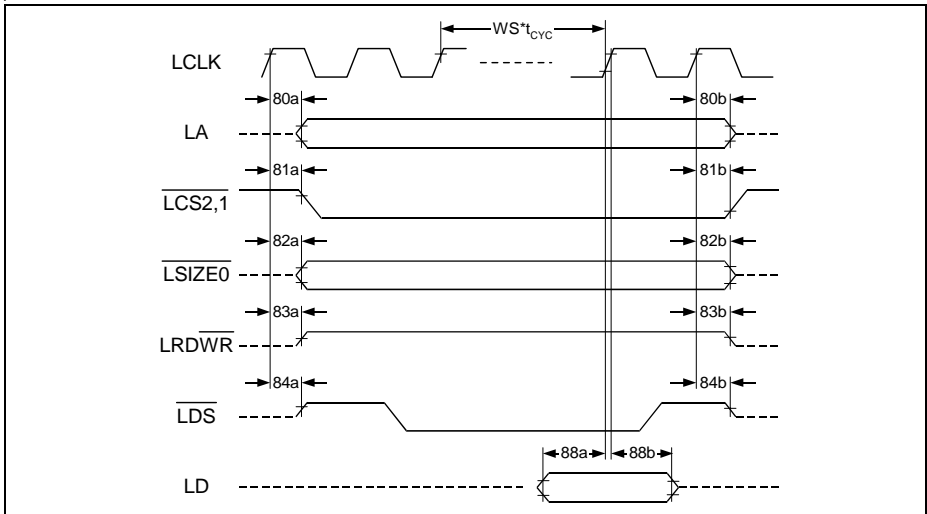 WS*tCYC
LCLK
80a 80b
LA
81a 81b
LCS2,1
82a 82b
LSIZE0
83a 83b
LRDWR
84a 84b
LDS
88a 88b
LD